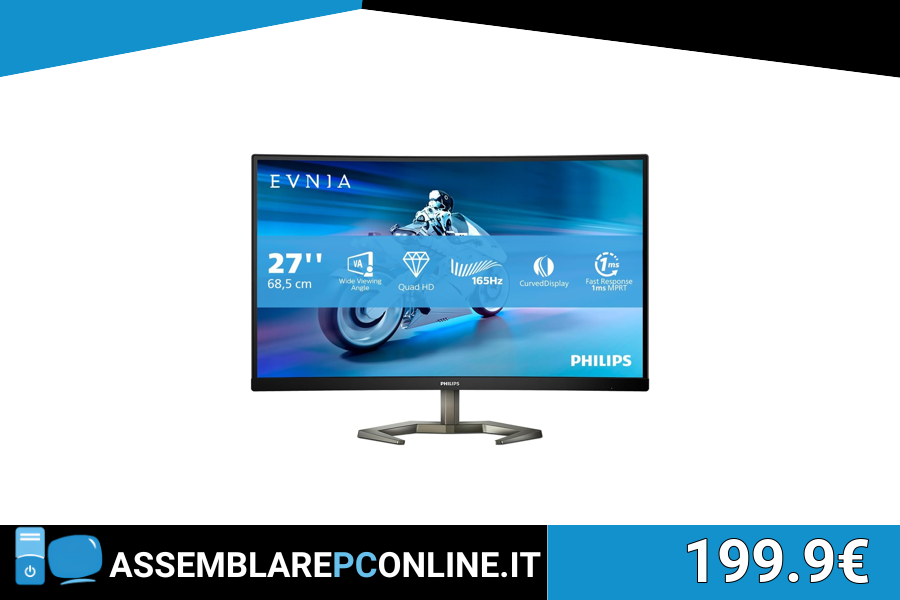 EVNIA
27''
68,5 cm
VA
Wide Viewing
Angle
Quad HD
165Hz
CurvedDisplay
1ms
Fast Response
1ms MPRT
PHILIPS
PHILIPS
ASSEMBLAREPCONLINE.IT
199.9€